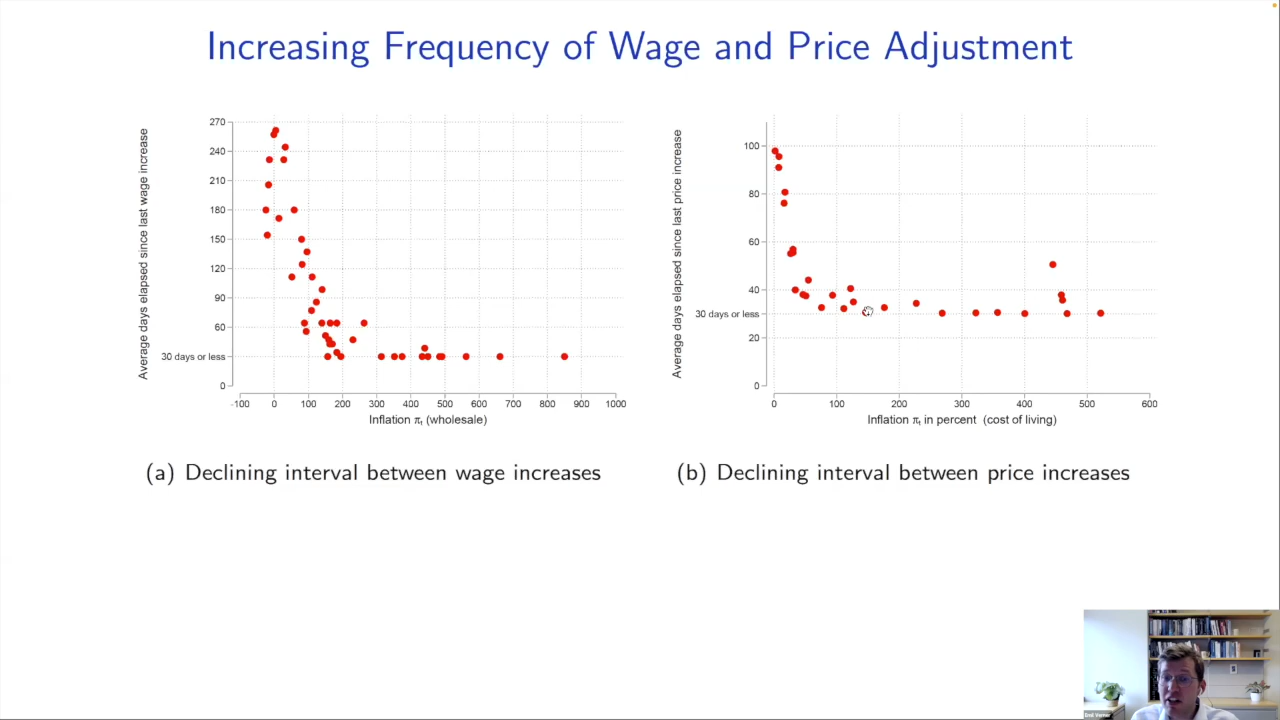 Increasing Frequency of Wage and Price Adjustment
Average days elapsed since last wage increase
270
240
210
180
150
120
90
60
30 days or less
0
-100 0 100 200 300 400 500 600 700 800 900 1000
Inflation πt (wholesale)
(a) Declining interval between wage increases
Average days elapsed since last price increase
100
80
60
40
30 days or less
20
0
0 100 200 300 400 500 600
Inflation πt in percent (cost of living)
(b) Declining interval between price increases